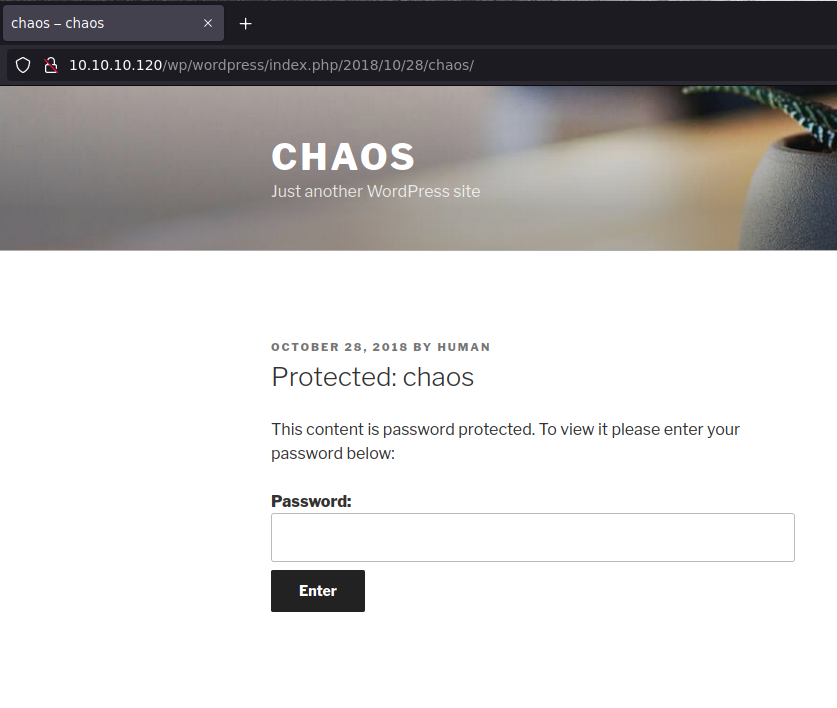 chaos – chaos
10.10.10.120/wp/wordpress/index.php/2018/10/28/chaos/
CHAOS
Just another WordPress site
OCTOBER 28, 2018 BY HUMAN
Protected: chaos
This content is password protected. To view it please enter your
password below:
Password:
Enter